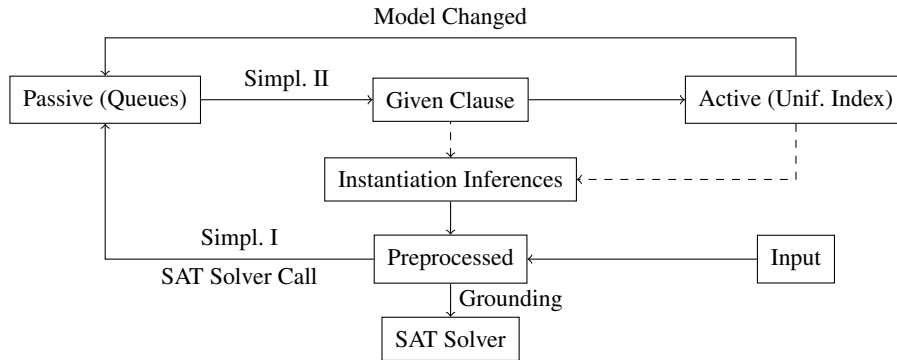 Model Changed
Passive (Queues)
Simpl. II
Given Clause
Active (Unif. Index)
Instantiation Inferences
Simpl. I
SAT Solver Call
Preprocessed
Input
Grounding
SAT Solver